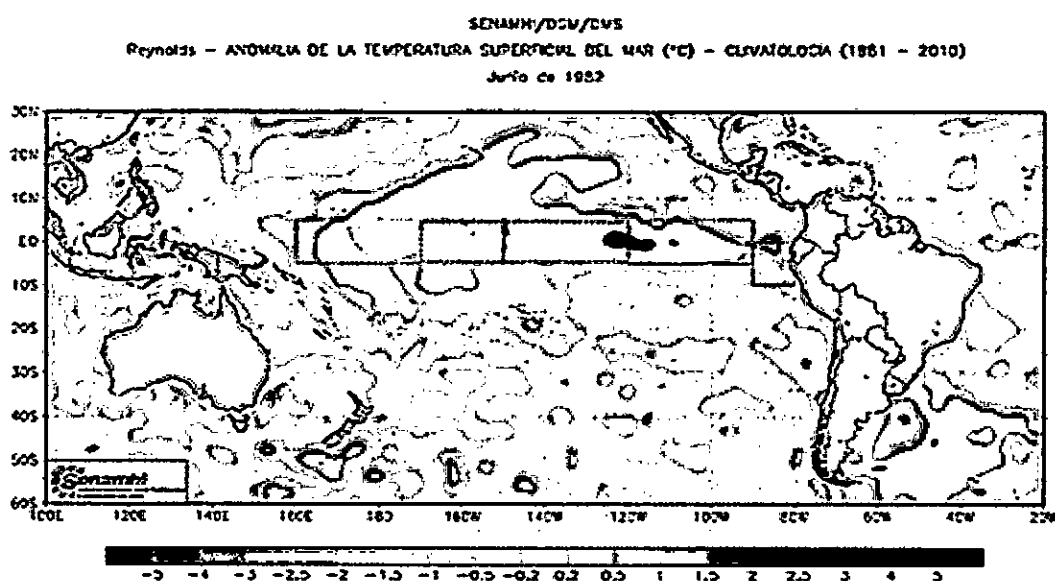 SENAMHI/DGM/DMS
Reynolds - ANOMALIA DE LA TEMPERATURA SUPERFICIAL DEL MAR (°C) - CLIMATOLOGÍA (1981 - 2010)
Junio de 1982
30N
20N
10N
EQ
10S
20S
30S
40S
50S
60S
Senamhi
100E 120E 140E 160E 180 160W 140W 120W 100W 80W 60W 40W 20W
-5 -4 -3 -2.5 -2 -1.5 -1 -0.5 -0.2 0.2 0.5 1 1.5 2 2.5 3 4 5